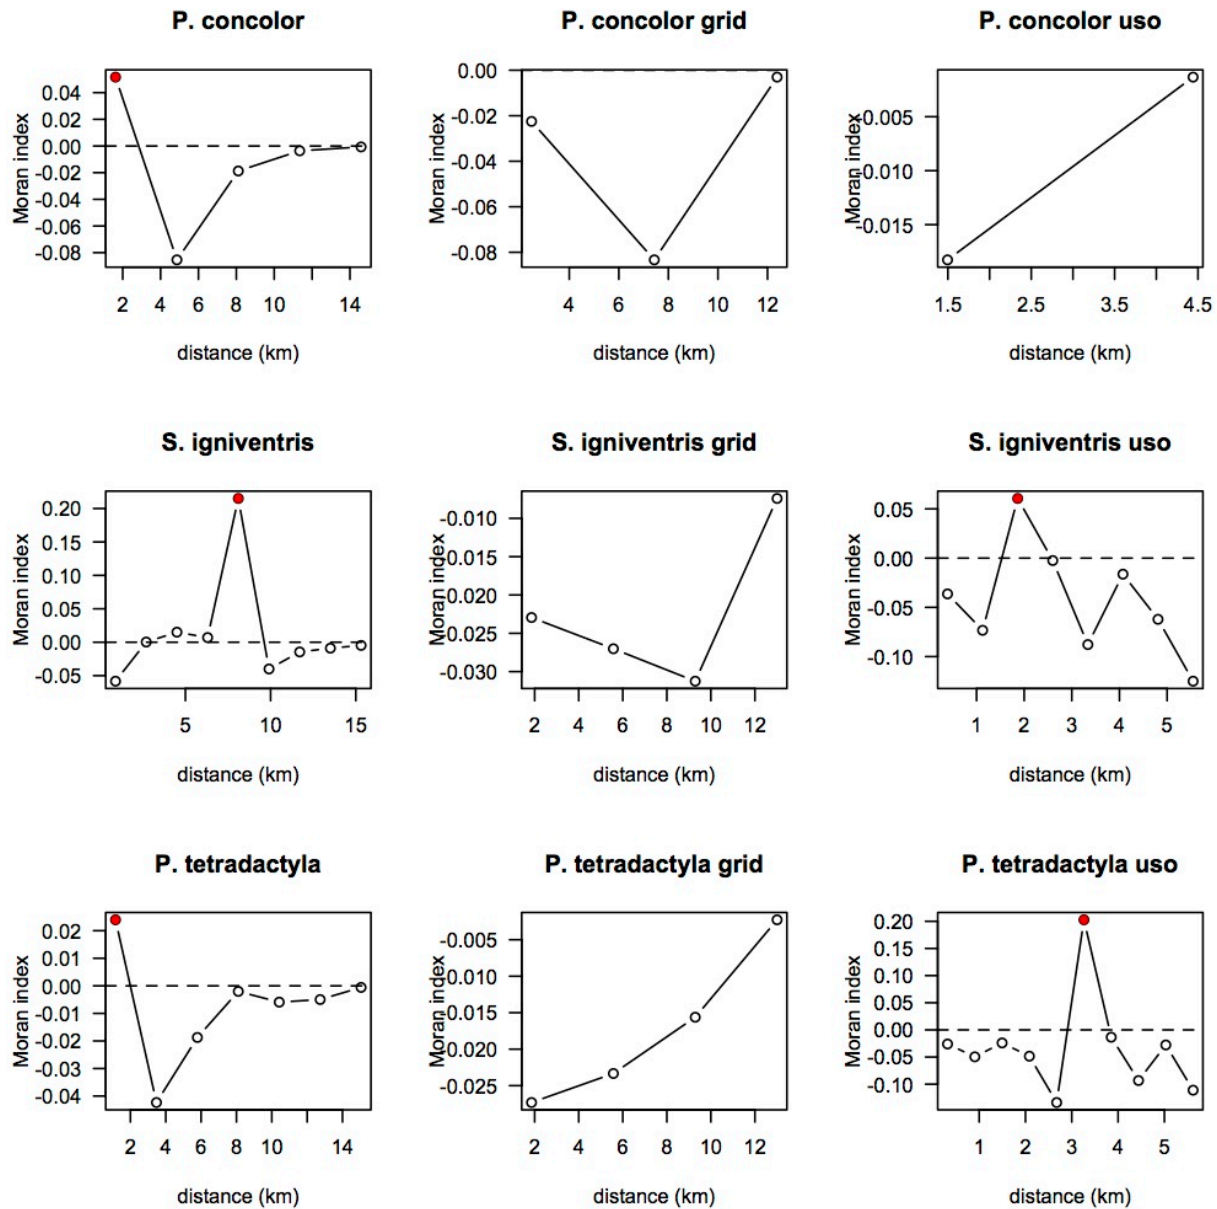 P. concolor
P. concolor grid
P. concolor uso
Moran index
0.04
0.02
0.00
-0.02
-0.04
-0.06
-0.08
2 4 6 8 10 14
distance (km)
Moran index
0.00
-0.02
-0.04
-0.06
-0.08
4 6 8 10 12
distance (km)
Moran index
-0.005
-0.010
-0.015
1.5 2.5 3.5 4.5
distance (km)
S. igniventris
S. igniventris grid
S. igniventris uso
Moran index
0.20
0.15
0.10
0.05
0.00
-0.05
5 10 15
distance (km)
Moran index
-0.010
-0.015
-0.020
-0.025
-0.030
2 4 6 8 10 12
distance (km)
Moran index
0.05
0.00
-0.05
-0.10
1 2 3 4 5
distance (km)
P. tetradactyla
P. tetradactyla grid
P. tetradactyla uso
Moran index
0.02
0.01
0.00
-0.01
-0.02
-0.03
-0.04
2 4 6 8 10 14
distance (km)
Moran index
-0.005
-0.010
-0.015
-0.020
-0.025
2 4 6 8 10 12
distance (km)
Moran index
0.20
0.15
0.10
0.05
0.00
-0.05
-0.10
1 2 3 4 5
distance (km)